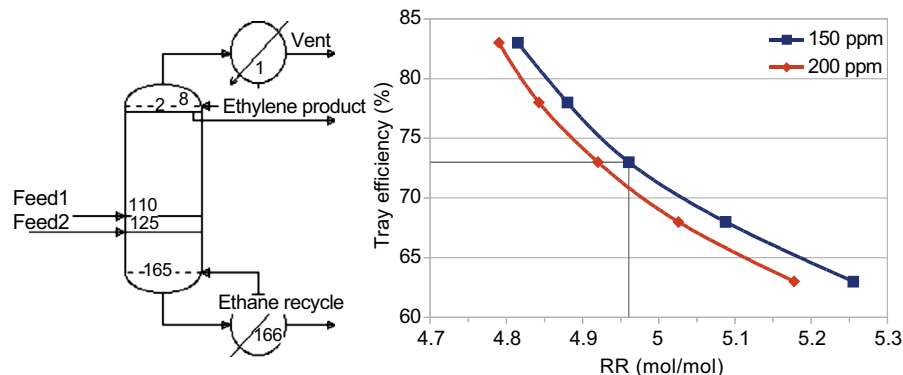 Vent
1
2
8
Ethylene product
Feed1
110
Feed2
125
165
Ethane recycle
166
85
80
75
70
65
60
Tray efficiency (%)
150 ppm
200 ppm
4.7
4.8
4.9
5
5.1
5.2
5.3
RR (mol/mol)